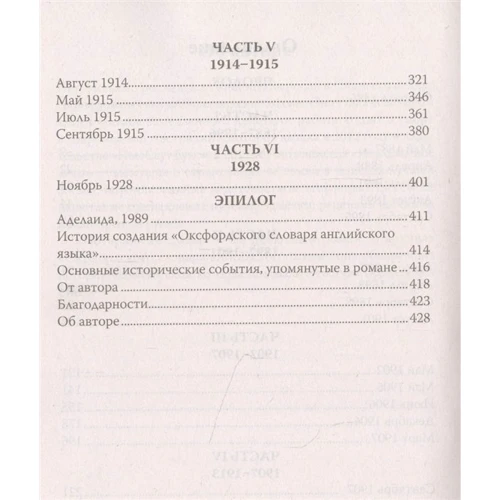 ЧАСТЬ V
1914–1915
Август 1914 321
Май 1915 346
Июль 1915 361
Сентябрь 1915 380
ЧАСТЬ VI
1928
Ноябрь 1928 401
ЭПИЛОГ
Аделаида, 1989 411
История создания «Оксфордского словаря английского
языка» 414
Основные исторические события, упомянутые в романе 416
От автора 418
Благодарности 423
Об авторе 428